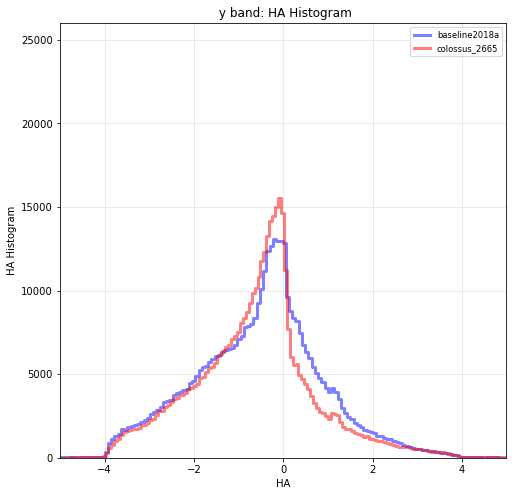 y band: HA Histogram
baseline2018a
colossus_2665
HA Histogram
25000
20000
15000
10000
5000
0
−4
−2
0
2
4
HA